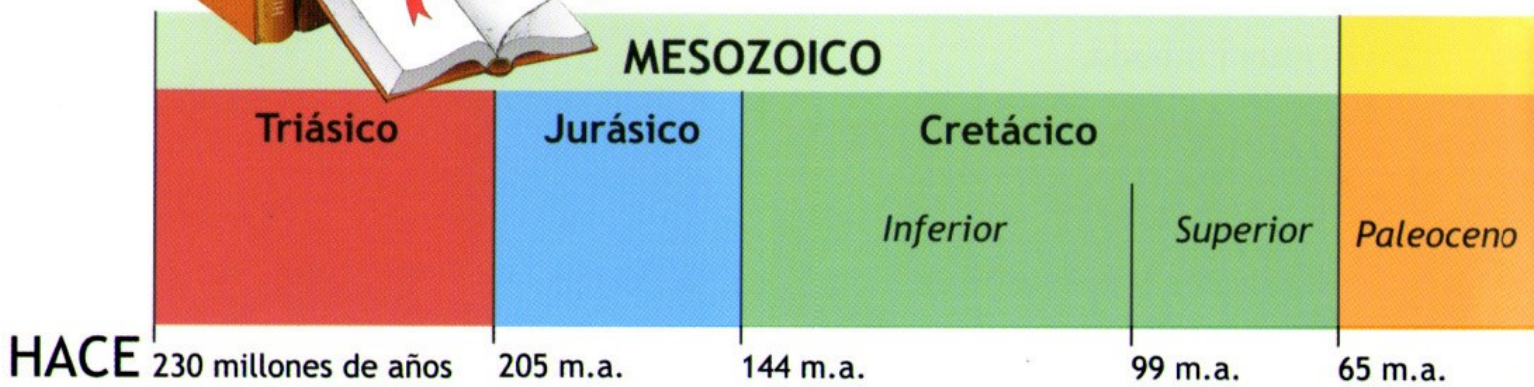 MESOZOICO
Triásico Jurásico Cretácico
Inferior Superior Paleoceno
HACE 230 millones de años 205 m.a. 144 m.a. 99 m.a. 65 m.a.